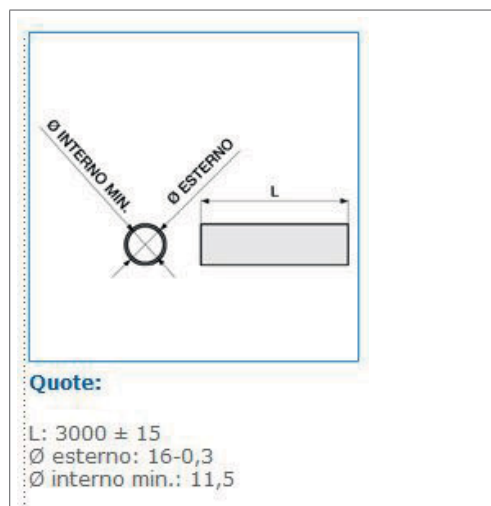 Ø INTERNO MIN.
Ø ESTERNO
L
Quote:
L: 3000 ± 15
Ø esterno: 16-0,3
Ø interno min.: 11,5